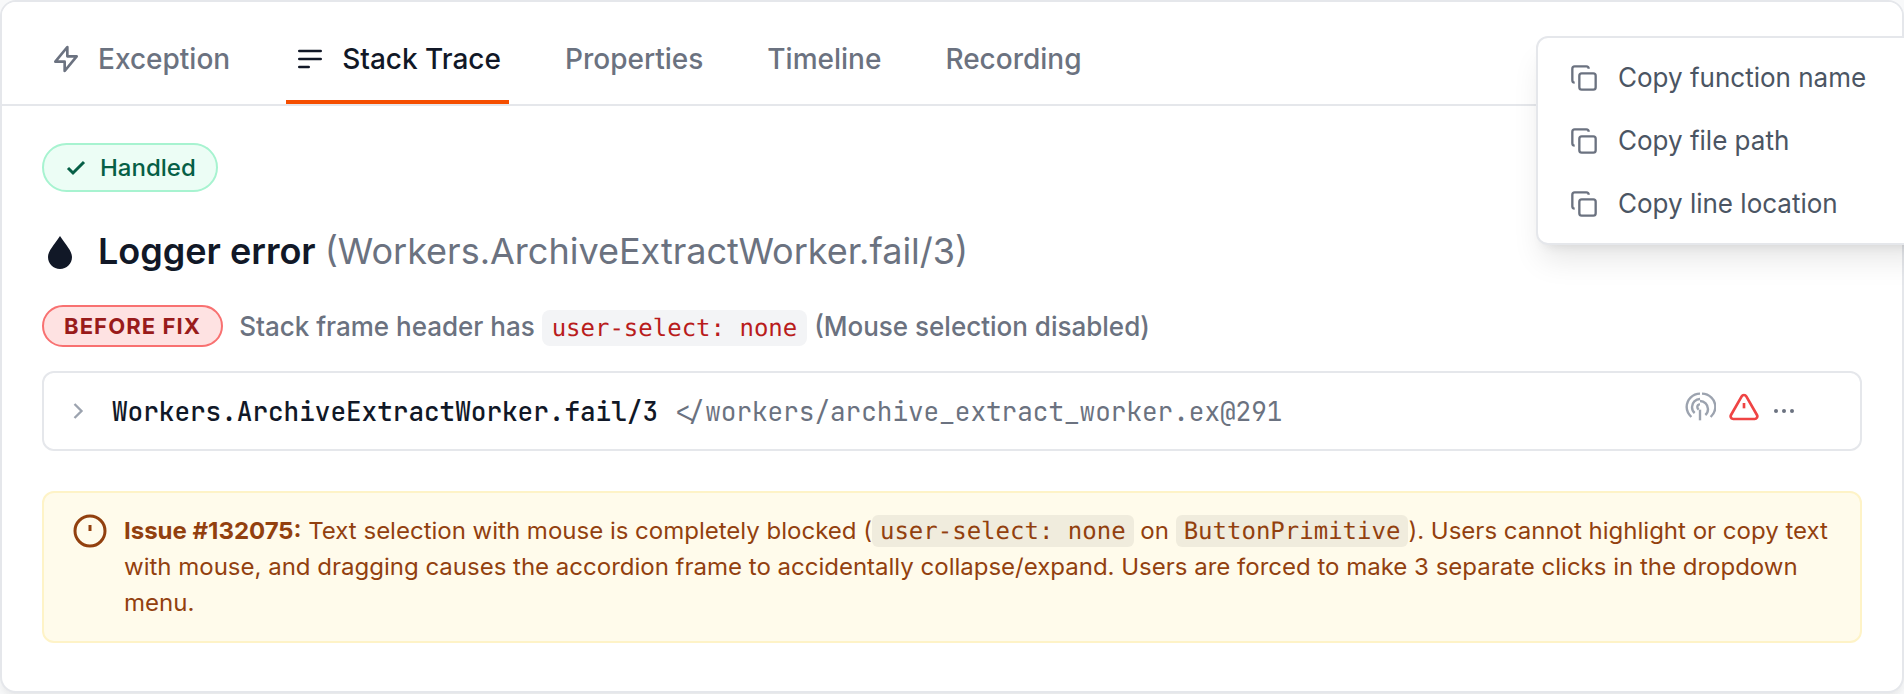 Exception Stack Trace Properties Timeline Recording
Copy function name
Copy file path
Copy line location
Handled
Logger error (Workers.ArchiveExtractWorker.fail/3)
BEFORE FIX Stack frame header has user-select: none (Mouse selection disabled)
Workers.ArchiveExtractWorker.fail/3 </workers/archive_extract_worker.ex@291
Issue #132075: Text selection with mouse is completely blocked (user-select: none on ButtonPrimitive). Users cannot highlight or copy text
with mouse, and dragging causes the accordion frame to accidentally collapse/expand. Users are forced to make 3 separate clicks in the dropdown
menu.